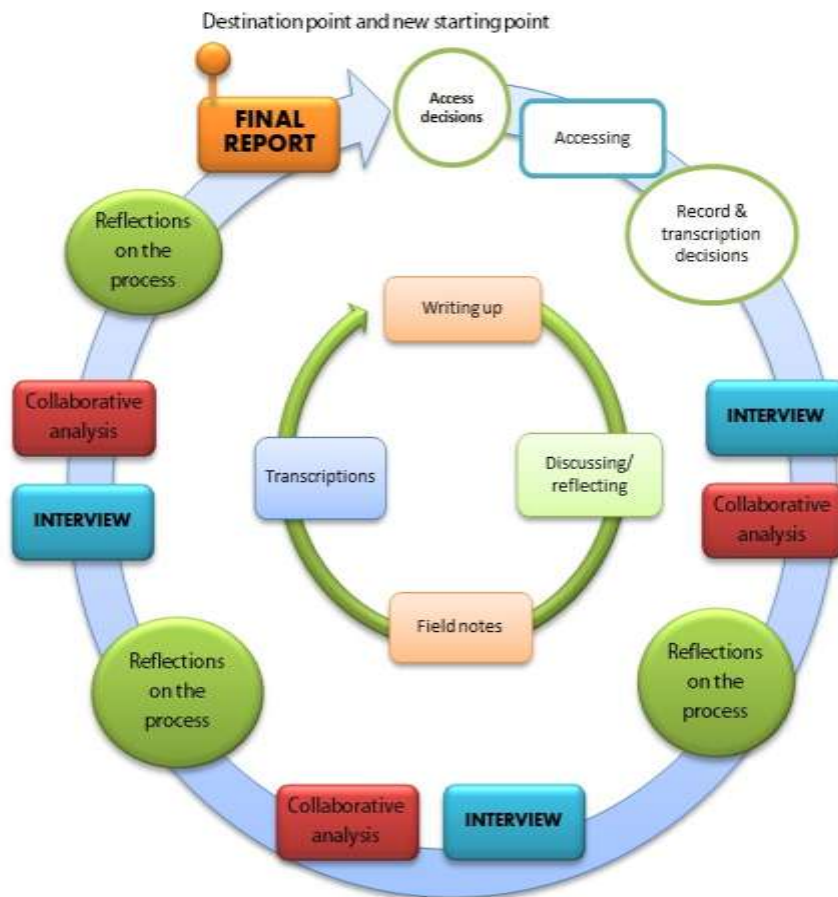 Destination point and new starting point
FINAL
REPORT
Access
decisions
Accessing
Record &
transcription
decisions
Reflections
on the
process
Writing up
Collaborative
analysis
INTERVIEW
Transcriptions
Discussing/
reflecting
INTERVIEW
Collaborative
analysis
Field notes
Reflections
on the
process
Reflections
on the
process
Collaborative
analysis
INTERVIEW